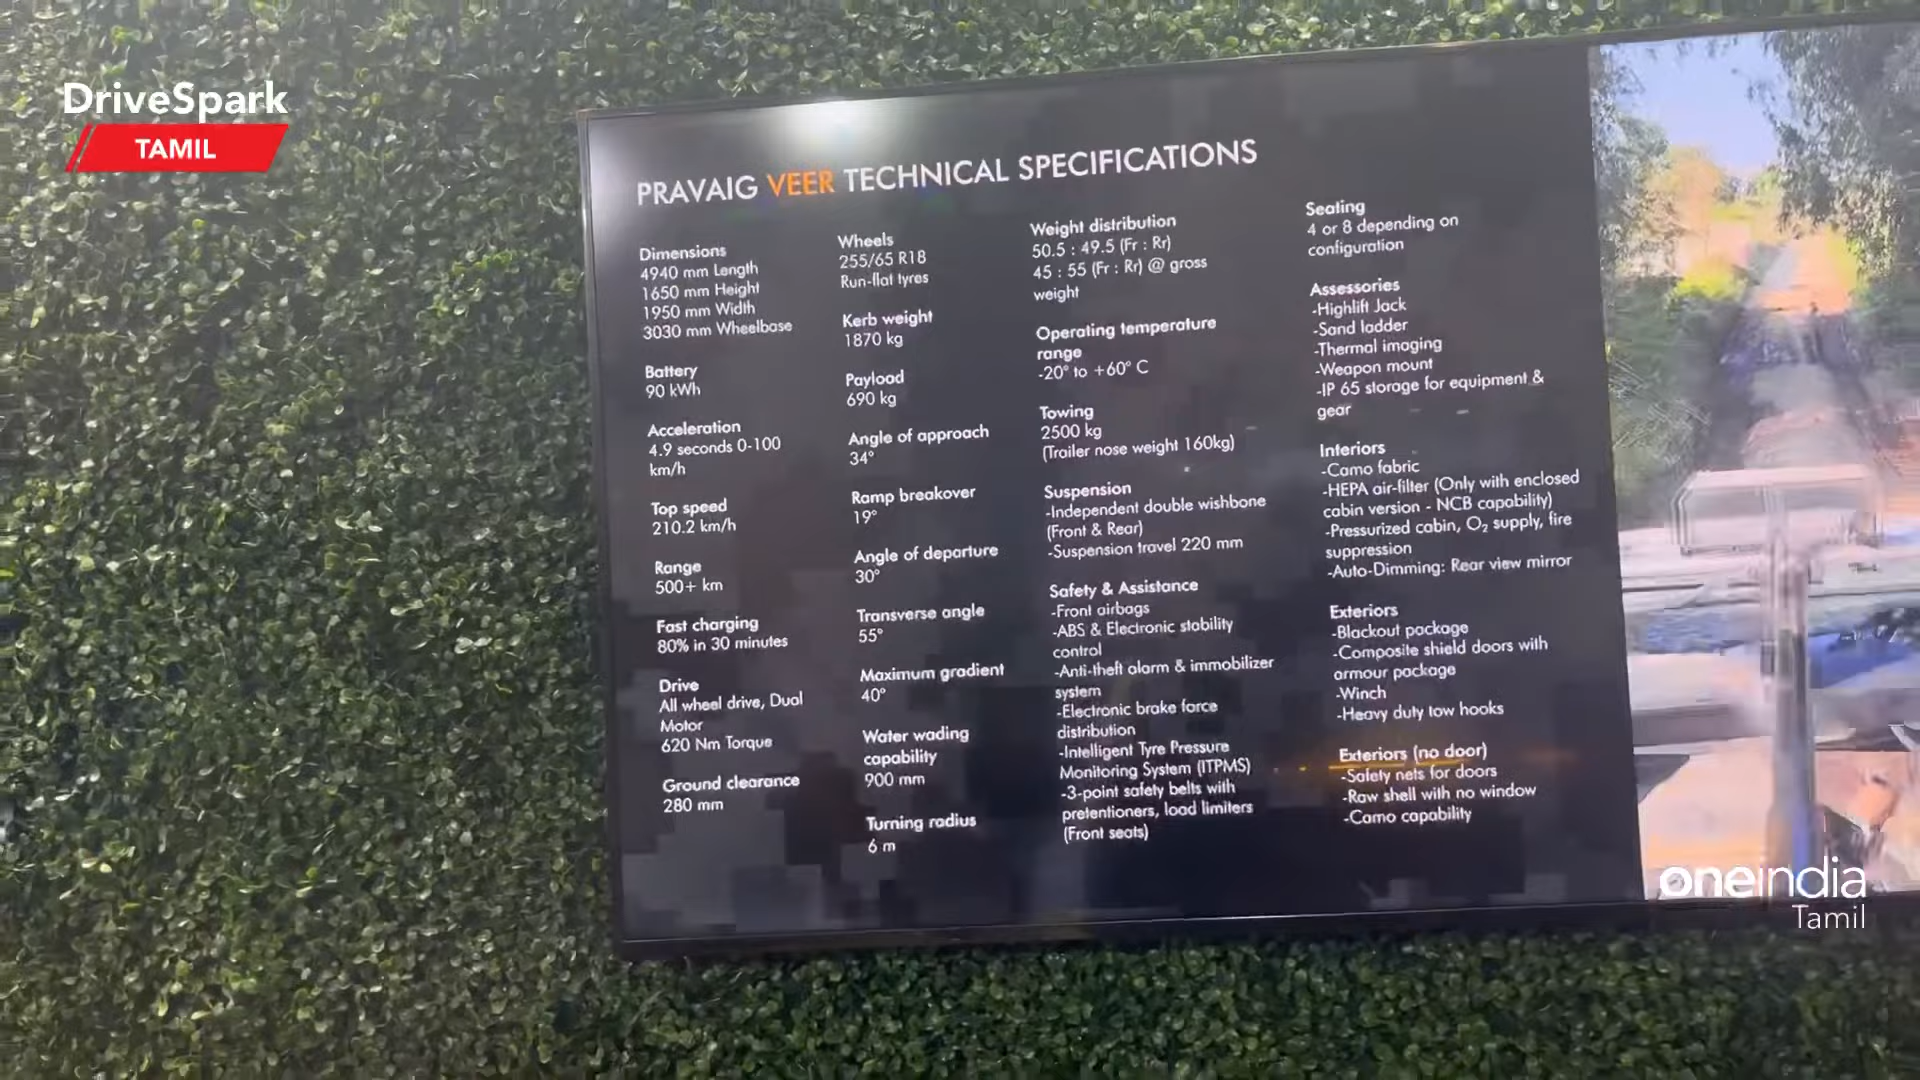 DriveSpark
TAMIL
PRAVAIG VEER TECHNICAL SPECIFICATIONS
Dimensions
4940 mm Length
1650 mm Height
1950 mm Width
3030 mm Wheelbase
Battery
90 kWh
Acceleration
4.9 seconds 0-100
km/h
Top speed
210.2 km/h
Range
500+ km
Fast charging
80% in 30 minutes
Drive
All wheel drive, Dual
Motor
620 Nm Torque
Ground clearance
280 mm
Wheels
255/65 R18
Run-flat tyres
Kerb weight
1870 kg
Payload
690 kg
Angle of approach
34°
Ramp breakover
19°
Angle of departure
30°
Transverse angle
55°
Maximum gradient
40°
Water wading
capability
900 mm
Turning radius
6 m
Weight distribution
50.5 : 49.5 (Fr : Rr)
45 : 55 (Fr : Rr) @ gross
weight
Operating temperature
range
-20° to +60° C
Towing
2500 kg
(Trailer nose weight 160kg)
Suspension
-Independent double wishbone
(Front & Rear)
-Suspension travel 220 mm
Safety & Assistance
-Front airbags
-ABS & Electronic stability
control
-Anti-theft alarm & immobilizer
system
-Electronic brake force
distribution
-Intelligent Tyre Pressure
Monitoring System (ITPMS)
-3-point safety belts with
pretentioners, load limiters
(Front seats)
Seating
4 or 8 depending on
configuration
Assessories
-Highlift Jack
-Sand ladder
-Thermal imaging
-Weapon mount
-IP 65 storage for equipment &
gear
Interiors
-Camo fabric
-HEPA air-filter (Only with enclosed
cabin version - NCB capability)
-Pressurized cabin, O₂ supply, fire
suppression
-Auto-Dimming: Rear view mirror
Exteriors
-Blackout package
-Composite shield doors with
armour package
-Winch
-Heavy duty tow hooks
Exteriors (no door)
-Safety nets for doors
-Raw shell with no window
-Camo capability
oneindia
Tamil